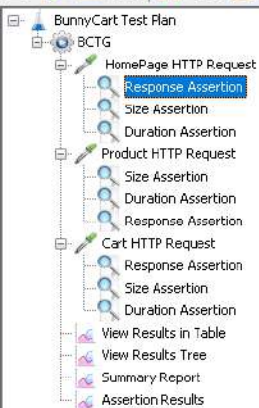 BunnyCart Test Plan
BCTG
HomePage HTTP Request
Response Assertion
Size Assertion
Duration Assertion
Product HTTP Request
Size Assertion
Duration Assertion
Response Assertion
Cart HTTP Request
Response Assertion
Size Assertion
Duration Assertion
View Results in Table
View Results Tree
Summary Report
Assertion Results